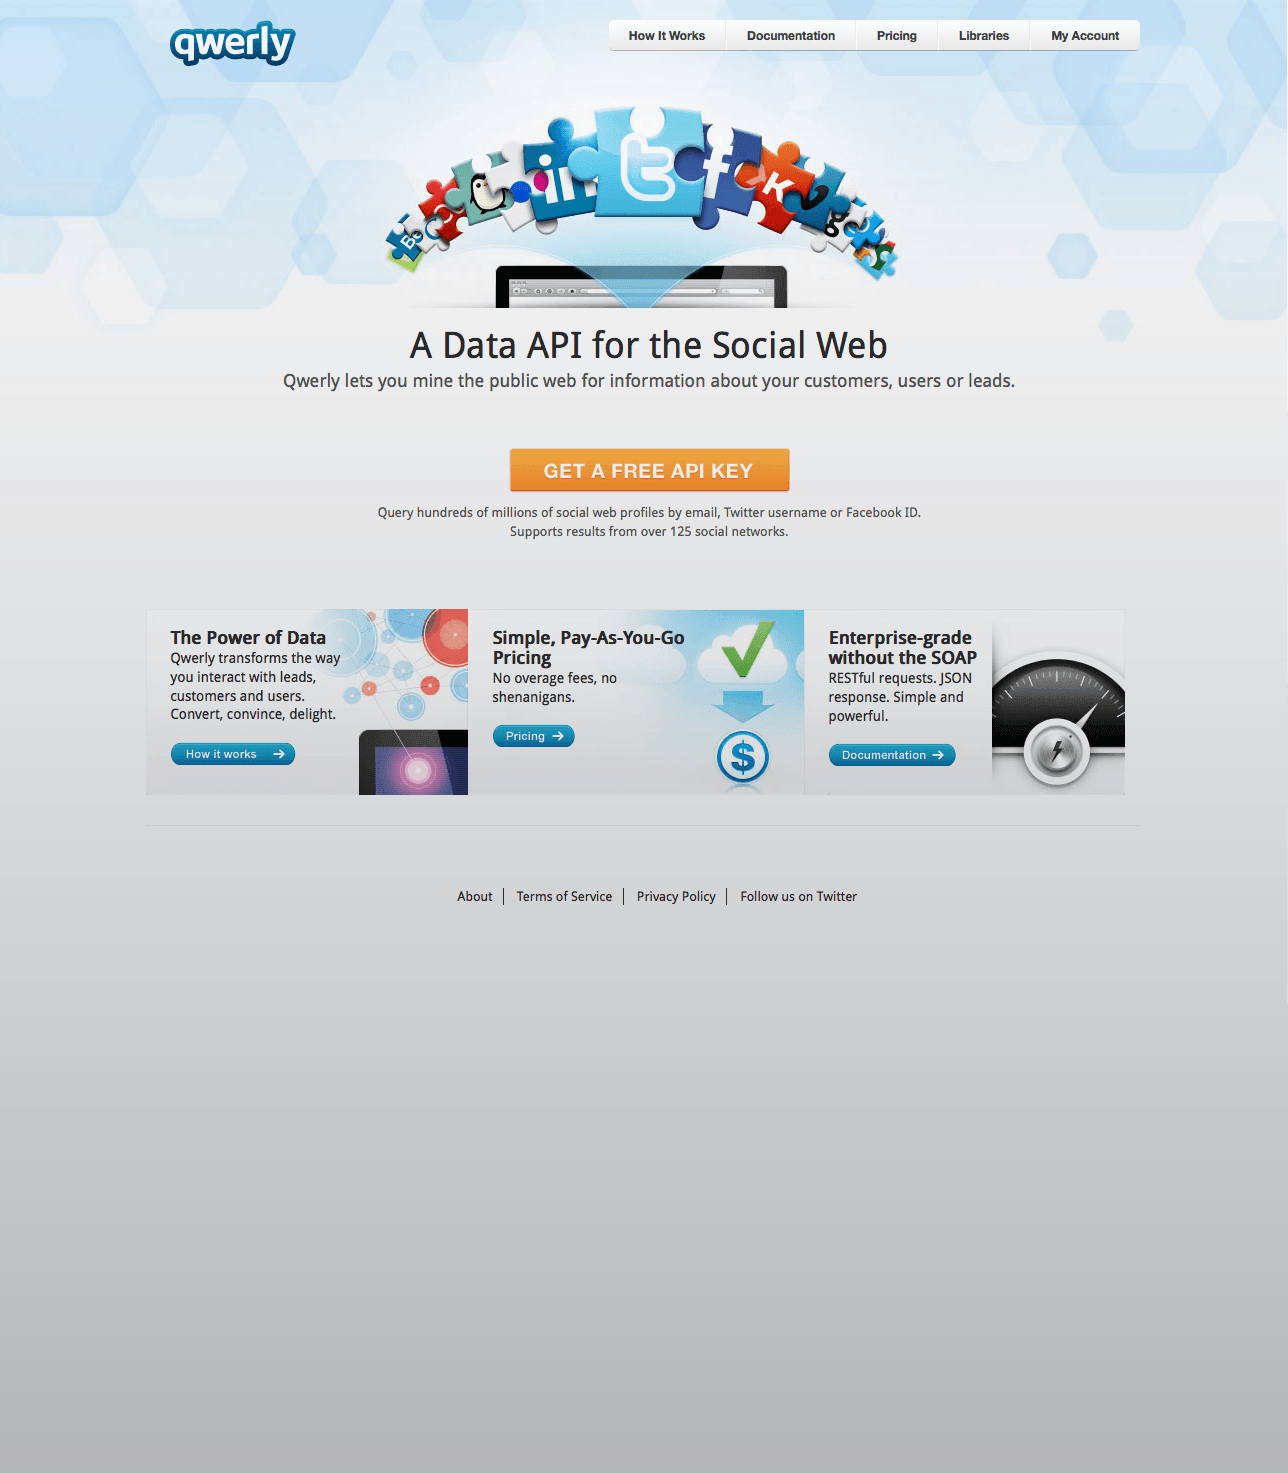 qwerly
How It Works
Documentation
Pricing
Libraries
My Account
in
t
f
K
A Data API for the Social Web
Qwerly lets you mine the public web for information about your customers, users or leads.
GET A FREE API KEY
Query hundreds of millions of social web profiles by email, Twitter username or Facebook ID.
Supports results from over 125 social networks.
The Power of Data
Qwerly transforms the way
you interact with leads,
customers and users.
Convert, convince, delight.
How it works
Simple, Pay-As-You-Go
Pricing
No overage fees, no
shenanigans.
Pricing
$
Enterprise-grade
without the SOAP
RESTful requests. JSON
response. Simple and
powerful.
Documentation
About
Terms of Service
Privacy Policy
Follow us on Twitter